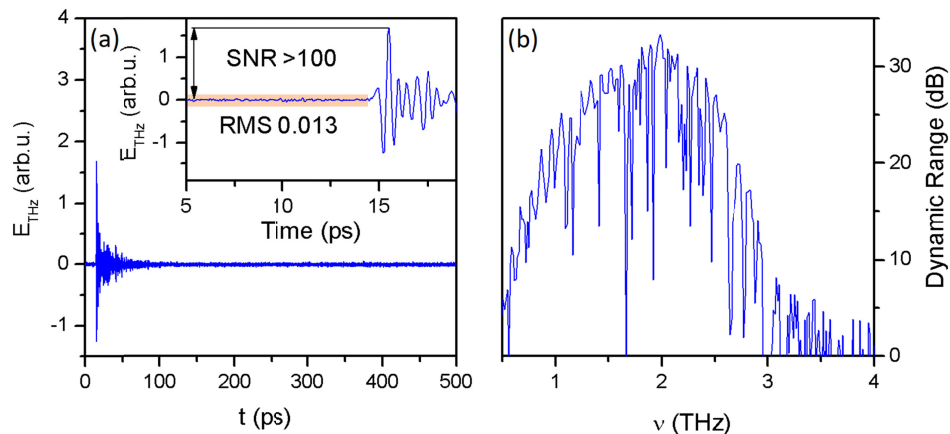 (a)
E_THz (arb.u.)
4
3
2
1
0
-1
0
100
200
300
400
500
t (ps)
SNR >100
RMS 0.013
E_THz (arb.u.)
1
0
-1
5
10
15
Time (ps)
(b)
Dynamic Range (dB)
30
20
10
0
1
2
3
4
ν (THz)